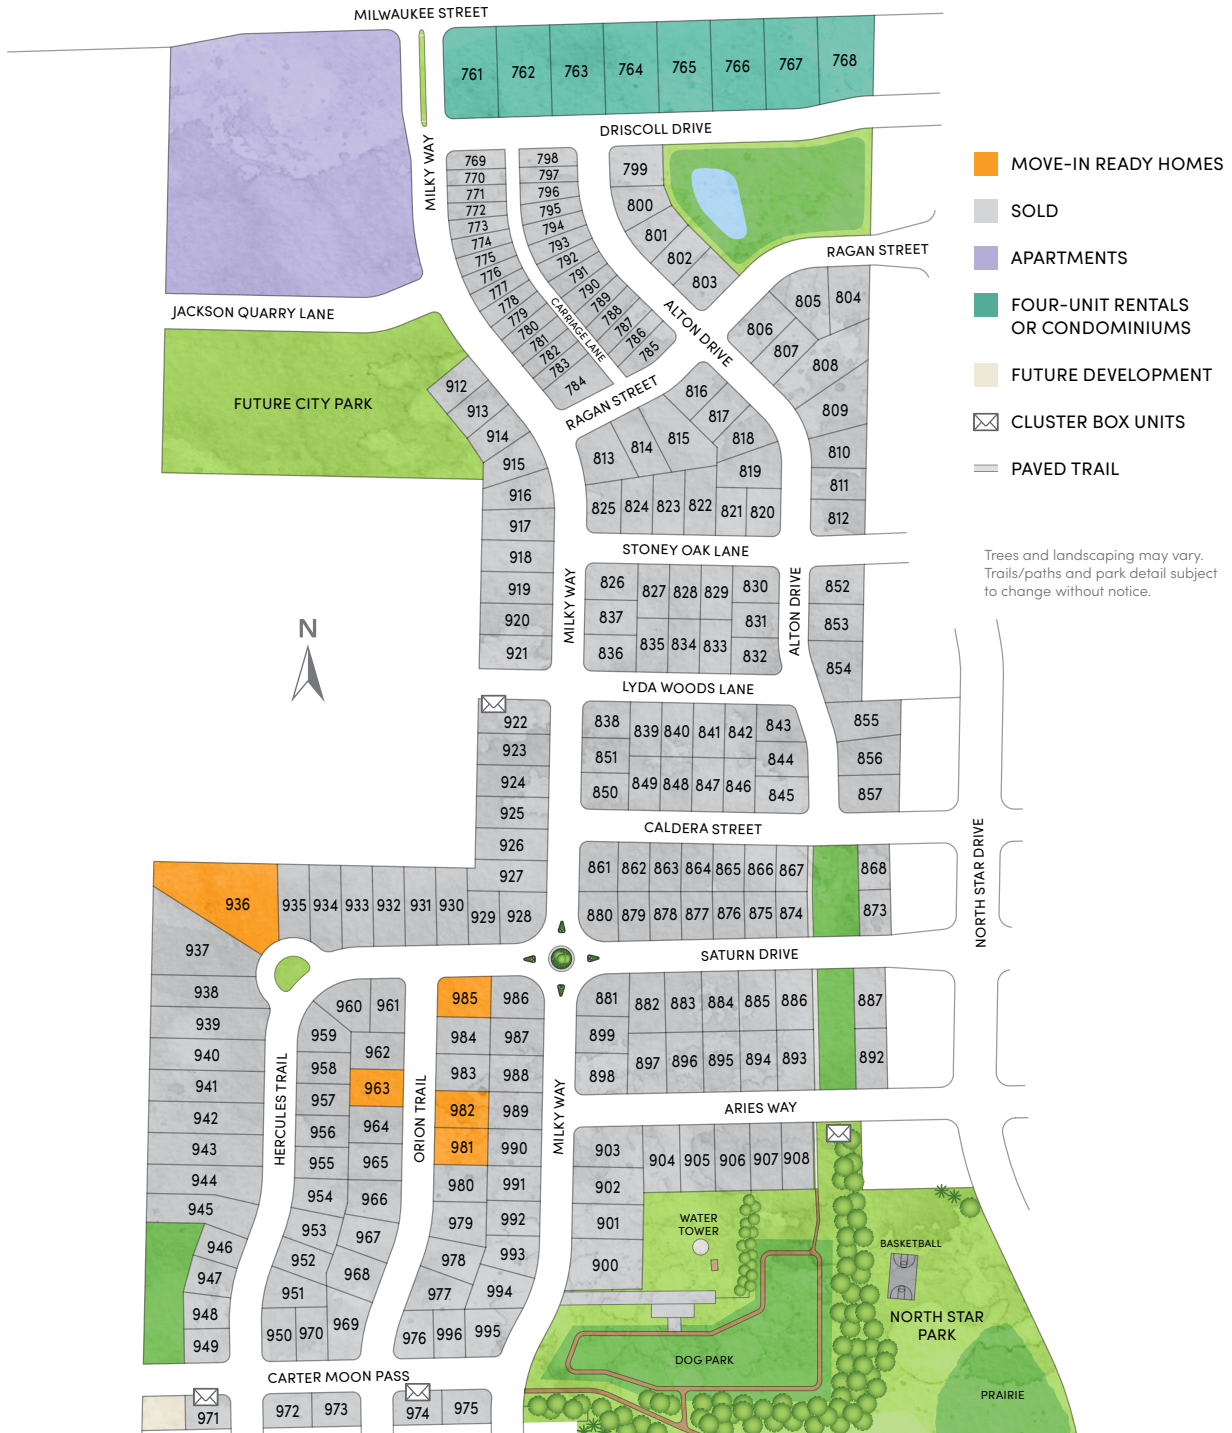 MILWAUKEE STREET
761 762 763 764 765 766 767 768
DRISCOLL DRIVE
MILKY WAY
769
770
771
772
773
774
775
776
777
778
779
780
781
782
783
784
798
797
796
795
794
793
792
791
790
789
788
787
786
785
CARRIAGE LANE
799
800
801
802
803
ALTON DRIVE
RAGAN STREET
805 804
806
807
808
809
810
811
812
MOVE-IN READY HOMES
SOLD
APARTMENTS
FOUR-UNIT RENTALS
OR CONDOMINIUMS
FUTURE DEVELOPMENT
CLUSTER BOX UNITS
PAVED TRAIL
Trees and landscaping may vary.
Trails/paths and park detail subject
to change without notice.
JACKSON QUARRY LANE
FUTURE CITY PARK
N
RAGAN STREET
912
913
914
915
916
917
918
919
920
921
816
817
818
819
813 814 815
825 824 823 822 821 820
STONEY OAK LANE
MILKY WAY
ALTON DRIVE
826 827 828 829 830
837 831
836 835 834 833 832
852
853
854
LYDA WOODS LANE
922
923
924
925
926
927
838 839 840 841 842 843
851 844
850 849 848 847 846 845
855
856
857
CALDERA STREET
NORTH STAR DRIVE
861 862 863 864 865 866 867 868
880 879 878 877 876 875 874 873
936 935 934 933 932 931 930 929 928
SATURN DRIVE
937
938
939
940
941
942
943
944
945
946
947
948
949
HERCULES TRAIL
960 961
959
958
957
956
955
954
953
952
951
950 970 969
962
963
964
965
966
967
968
ORION TRAIL
985 986
984 987
983 988
982 989
981 990
980 991
979 992
978 993
977 994
976 996 995
MILKY WAY
881 882 883 884 885 886 887
899
898 897 896 895 894 893 892
ARIES WAY
903 904 905 906 907 908
902
901
900
WATER
TOWER
BASKETBALL
NORTH STAR
PARK
DOG PARK
PRAIRIE
CARTER MOON PASS
971 972 973 974 975